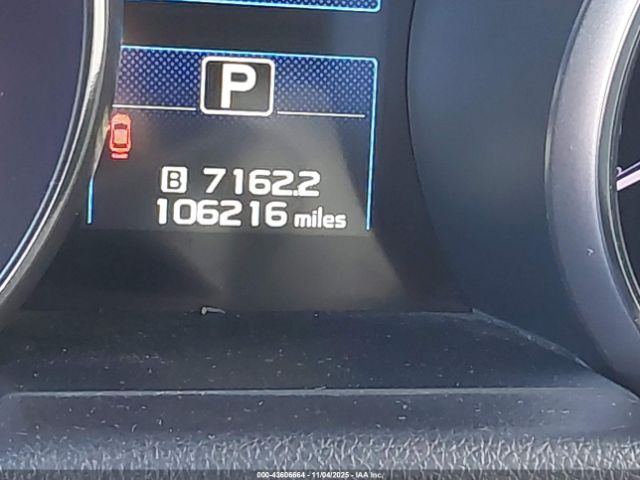 P
B 7162.2
106216 miles
000-43606664 - 11/04/2025 - © IAA Inc.